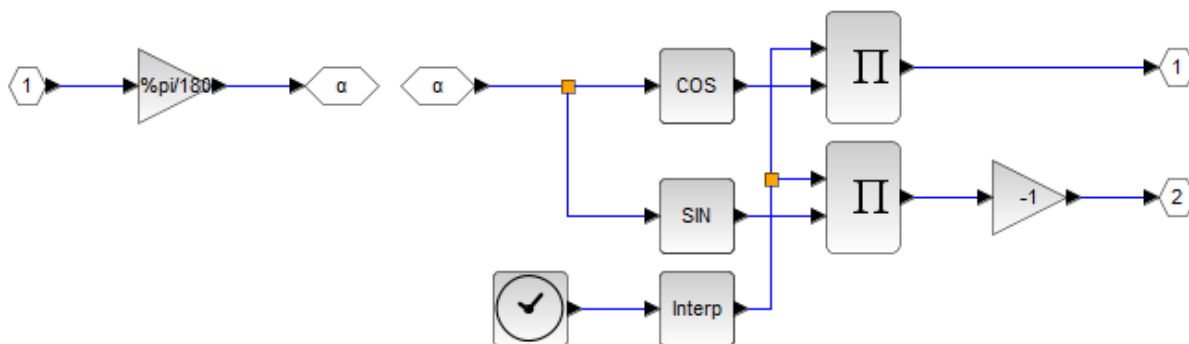 1
%pi/180
α
α
COS
∏
1
SIN
∏
-1
2
Interp